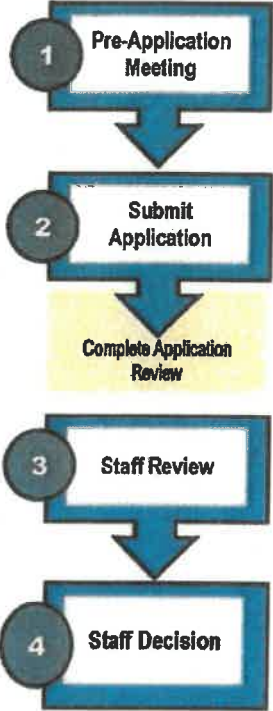 1
Pre-Application
Meeting
2
Submit
Application
Complete Application
Review
3
Staff Review
4
Staff Decision